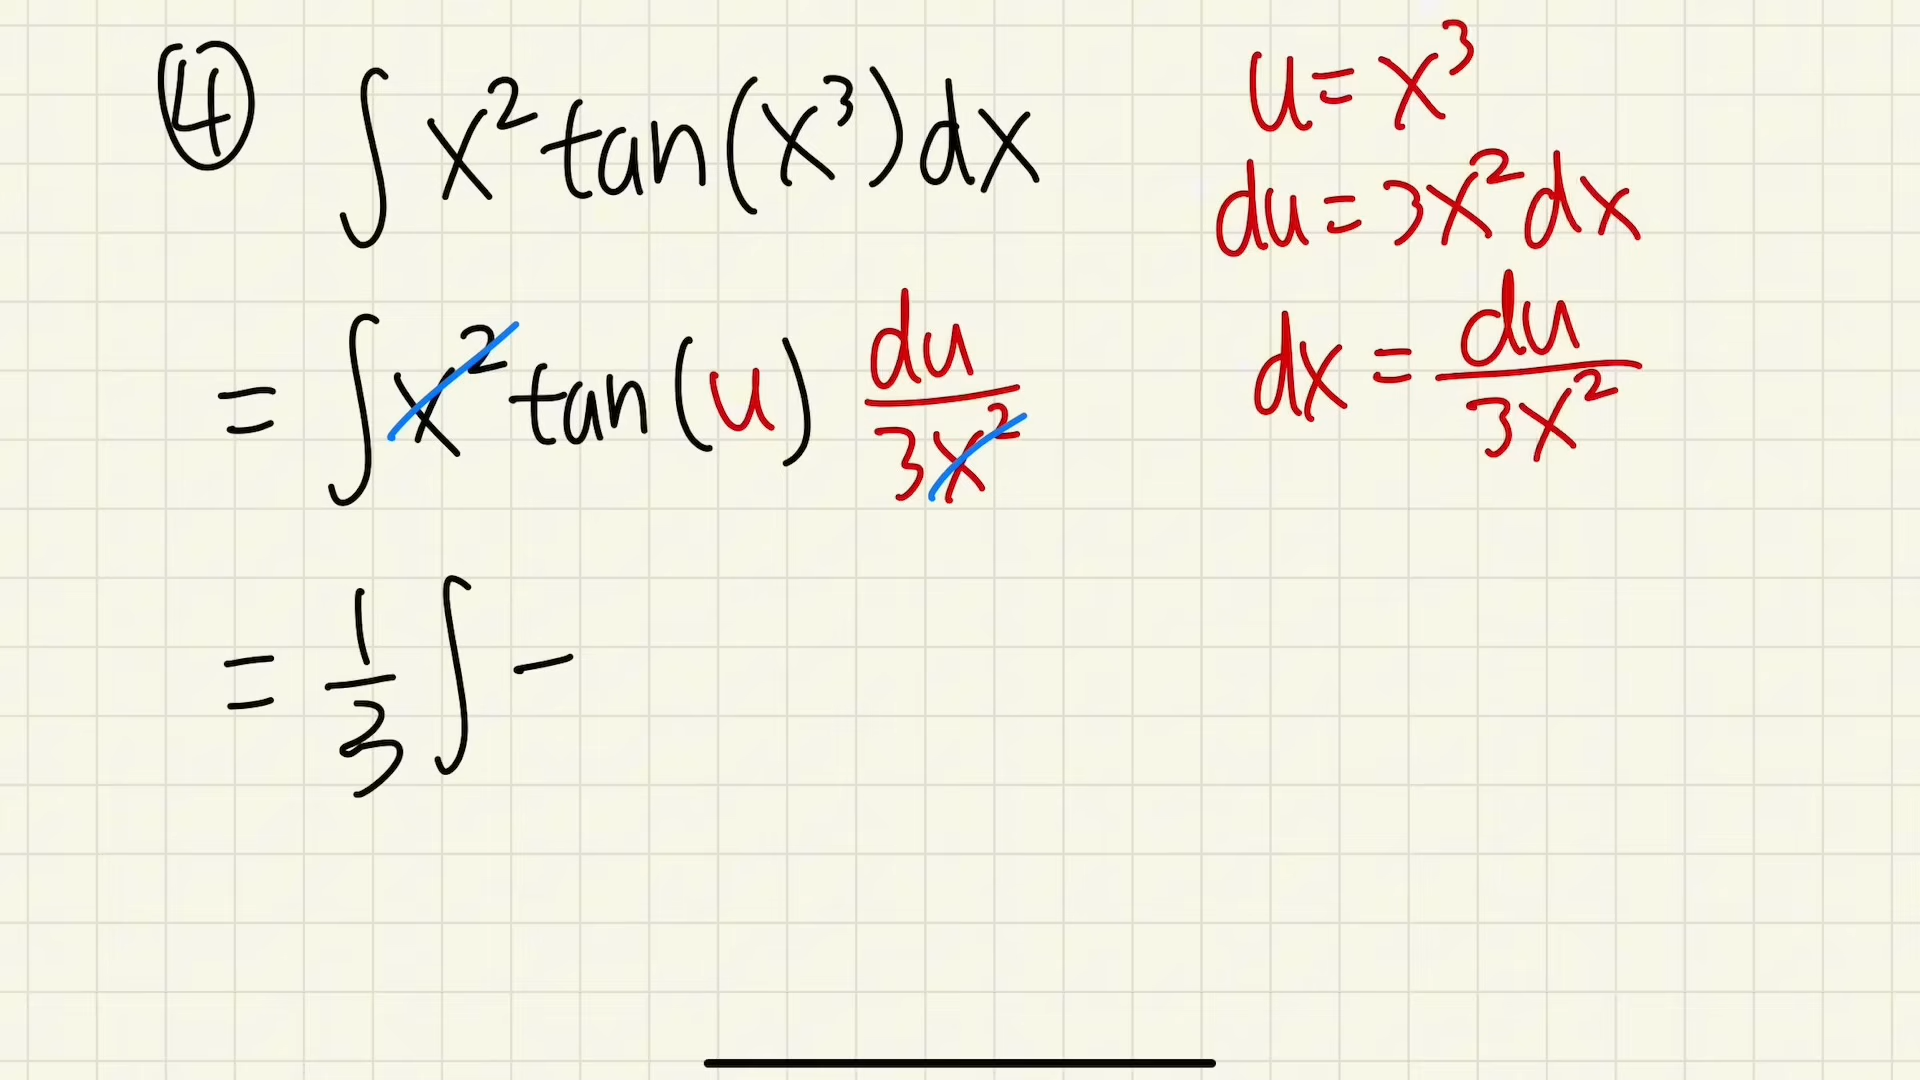 ④ ∫ x² tan(x³) dx
u = x³
du = 3x² dx
= ∫ x² tan(u) du/3x²
dx = du/3x²
= 1/3 ∫ −